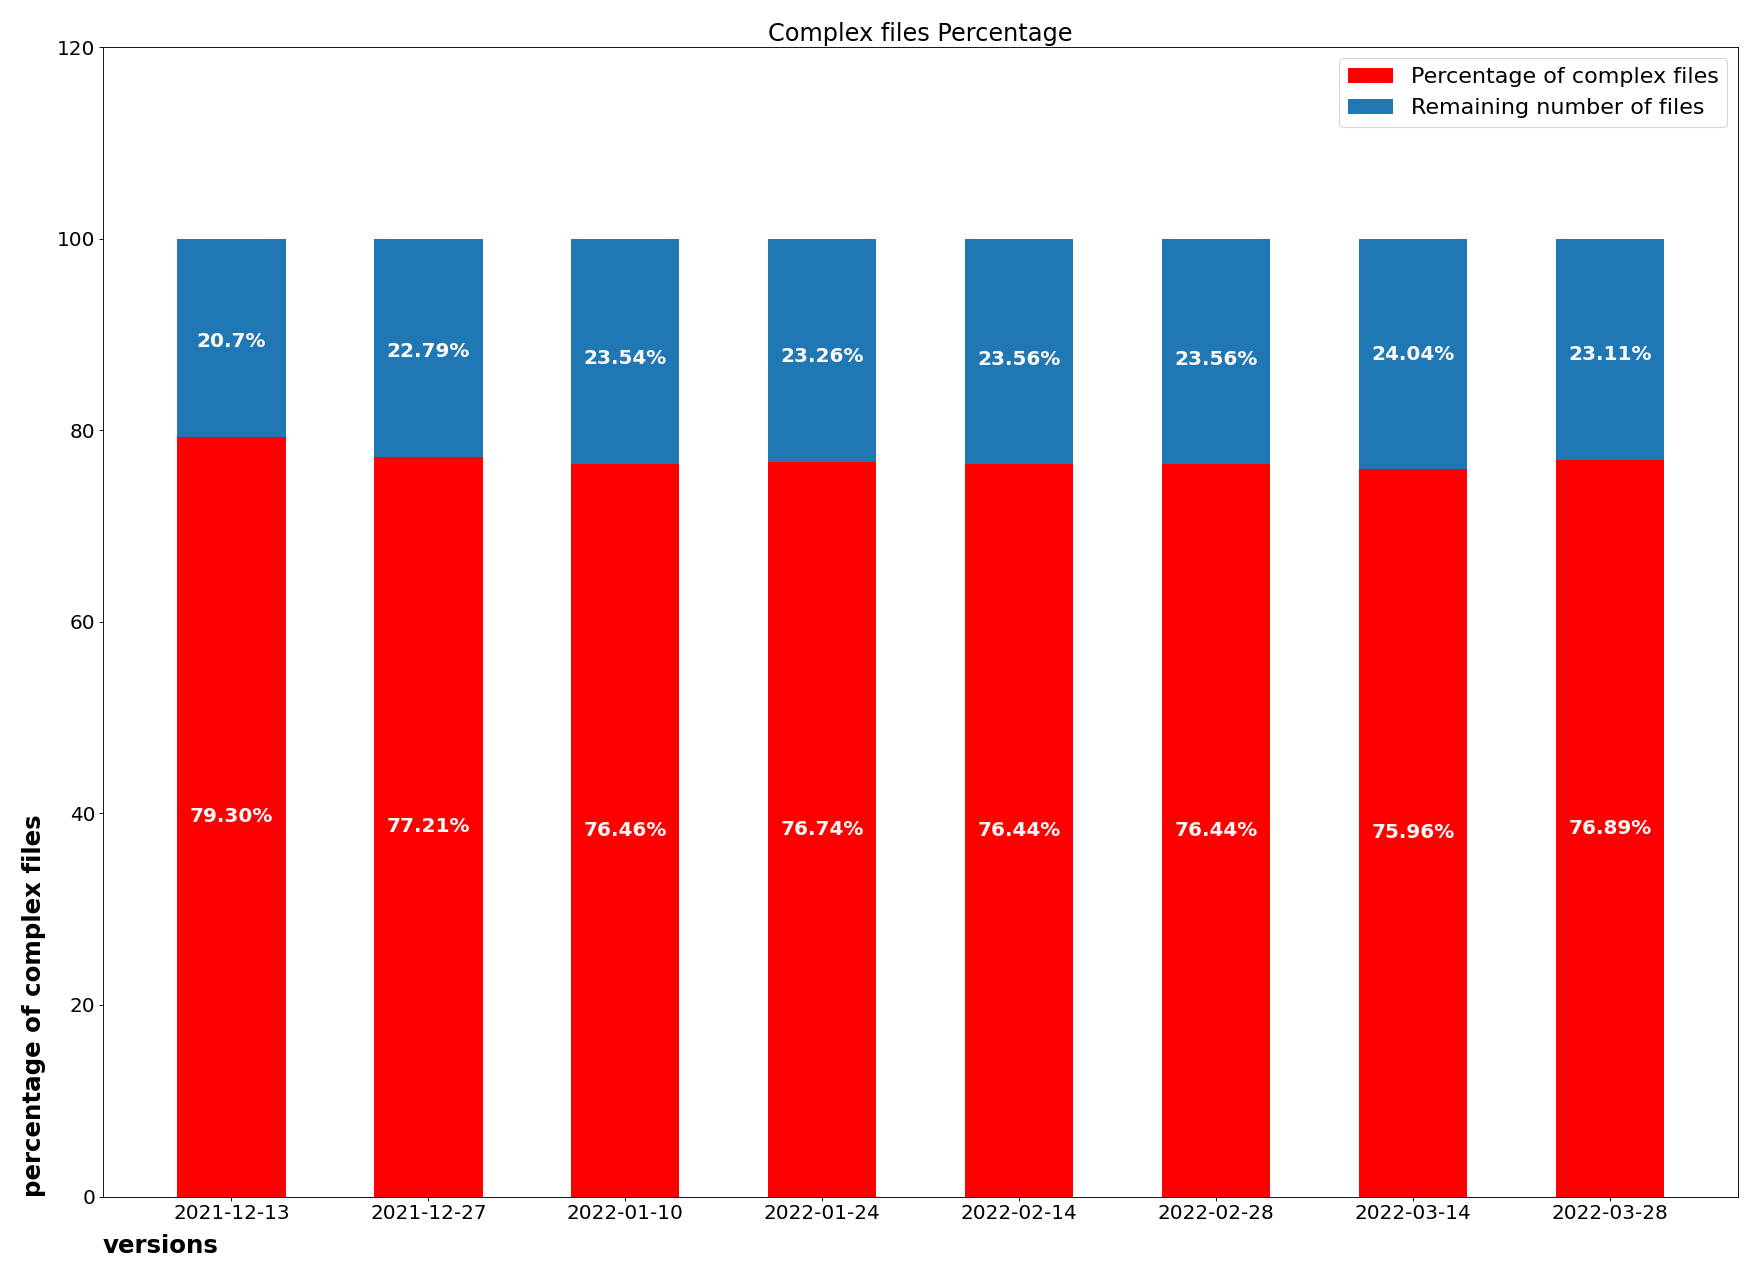 Complex files Percentage
120
Percentage of complex files
Remaining number of files
100
20.7% 22.79% 23.54% 23.26% 23.56% 23.56% 24.04% 23.11%
80
60
40
79.30% 77.21% 76.46% 76.74% 76.44% 76.44% 75.96% 76.89%
20
0
percentage of complex files
2021-12-13 2021-12-27 2022-01-10 2022-01-24 2022-02-14 2022-02-28 2022-03-14 2022-03-28
versions